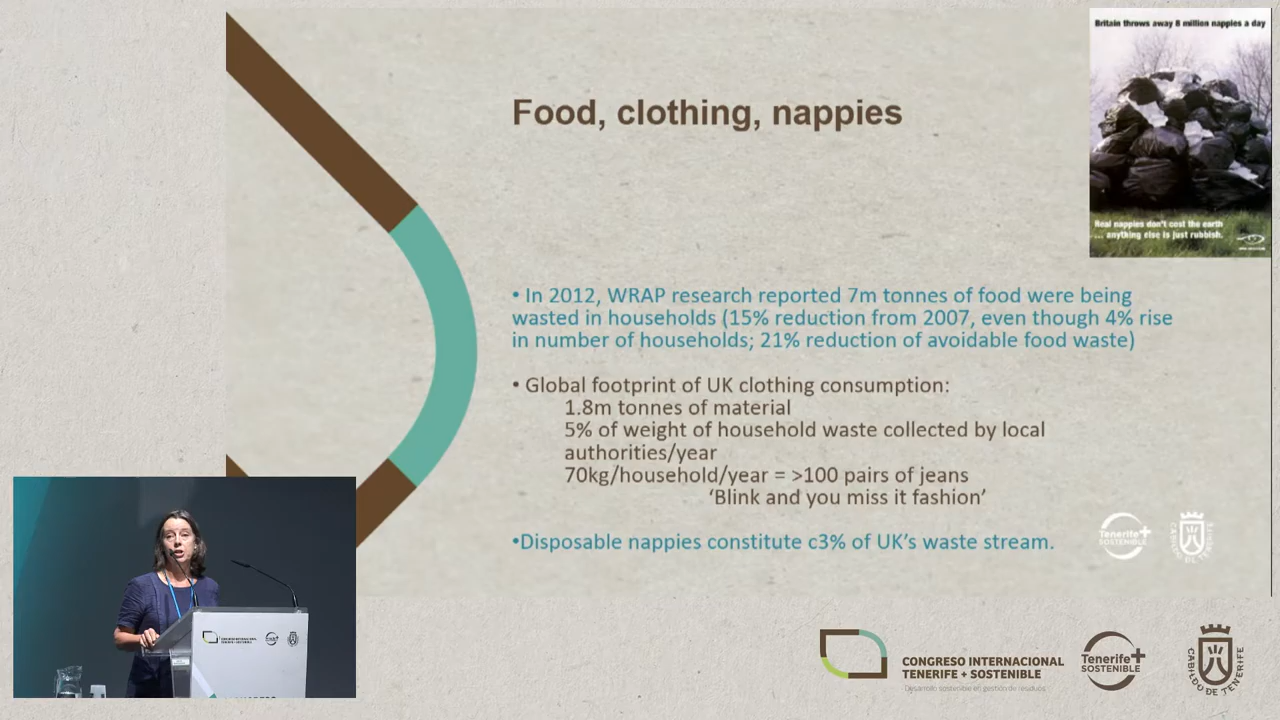 Britain throws away 8 million nappies a day
Real nappies don't cost the earth
... anything else is just rubbish.
Food, clothing, nappies
• In 2012, WRAP research reported 7m tonnes of food were being
wasted in households (15% reduction from 2007, even though 4% rise
in number of households; 21% reduction of avoidable food waste)
• Global footprint of UK clothing consumption:
1.8m tonnes of material
5% of weight of household waste collected by local
authorities/year
70kg/household/year = >100 pairs of jeans
‘Blink and you miss it fashion’
•Disposable nappies constitute c3% of UK’s waste stream.
Tenerife+
SOSTENIBLE
CABILDO DE TENERIFE
CONGRESO INTERNACIONAL
TENERIFE + SOSTENIBLE
CONGRESO INTERNACIONAL
TENERIFE + SOSTENIBLE
Desarrollo sostenible en gestión de residuos
Tenerife+
SOSTENIBLE
CABILDO DE TENERIFE